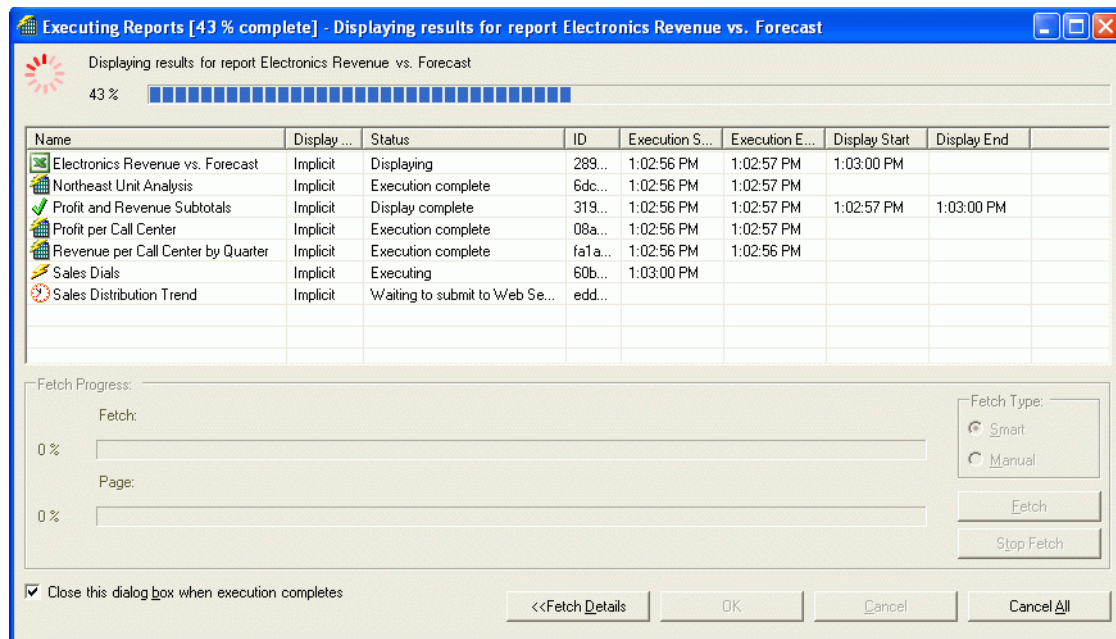 Executing Reports [43 % complete] - Displaying results for report Electronics Revenue vs. Forecast
Displaying results for report Electronics Revenue vs. Forecast
43 %
Name Display ... Status ID Execution S... Execution E... Display Start Display End
Electronics Revenue vs. Forecast Implicit Displaying 289... 1:02:56 PM 1:02:57 PM 1:03:00 PM
Northeast Unit Analysis Implicit Execution complete 6dc... 1:02:56 PM 1:02:57 PM
Profit and Revenue Subtotals Implicit Display complete 319... 1:02:56 PM 1:02:57 PM 1:02:57 PM 1:03:00 PM
Profit per Call Center Implicit Execution complete 08a... 1:02:56 PM 1:02:57 PM
Revenue per Call Center by Quarter Implicit Execution complete fa1a... 1:02:56 PM 1:02:56 PM
Sales Dials Implicit Executing 60b... 1:03:00 PM
Sales Distribution Trend Implicit Waiting to submit to Web Se... edd...
Fetch Progress:
Fetch:
0 %
Page:
0 %
Fetch Type:
Smart
Manual
Fetch
Stop Fetch
Close this dialog box when execution completes
<<Fetch Details OK Cancel Cancel All